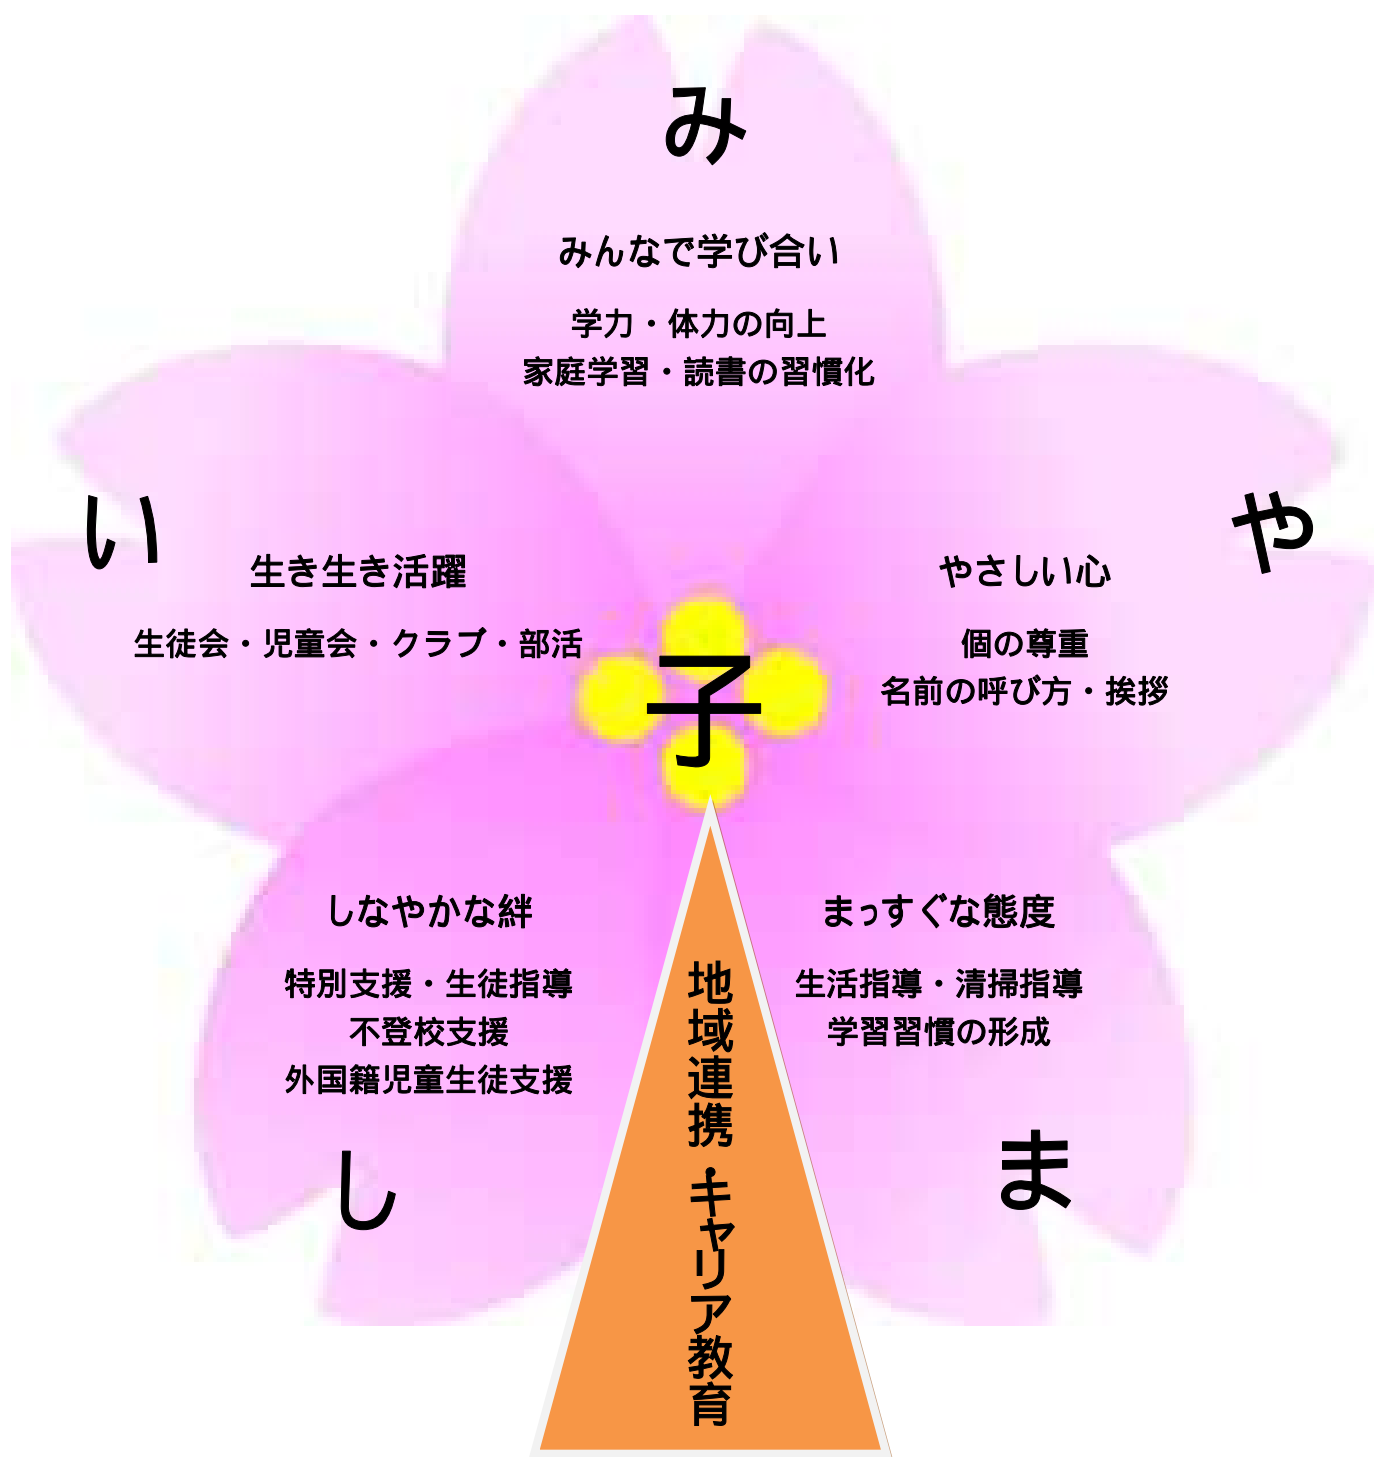 み
みんなで学び合い
学力・体力の向上
家庭学習・読書の習慣化
や
やさしい心
個の尊重
名前の呼び方・挨拶
ま
まっすぐな態度
生活指導・清掃指導
学習習慣の形成
し
しなやかな絆
特別支援・生徒指導
不登校支援
外国籍児童生徒支援
い
生き生き活躍
生徒会・児童会・クラブ・部活
子
地域連携・キャリア教育